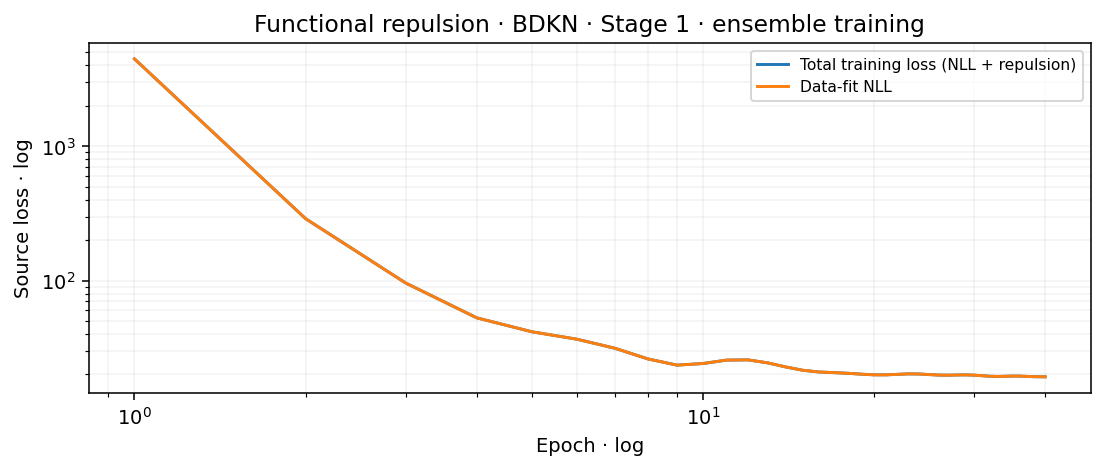 Functional repulsion · BDKN · Stage 1 · ensemble training
Total training loss (NLL + repulsion)
Data-fit NLL
Source loss · log
10³
10²
10⁰
10¹
Epoch · log